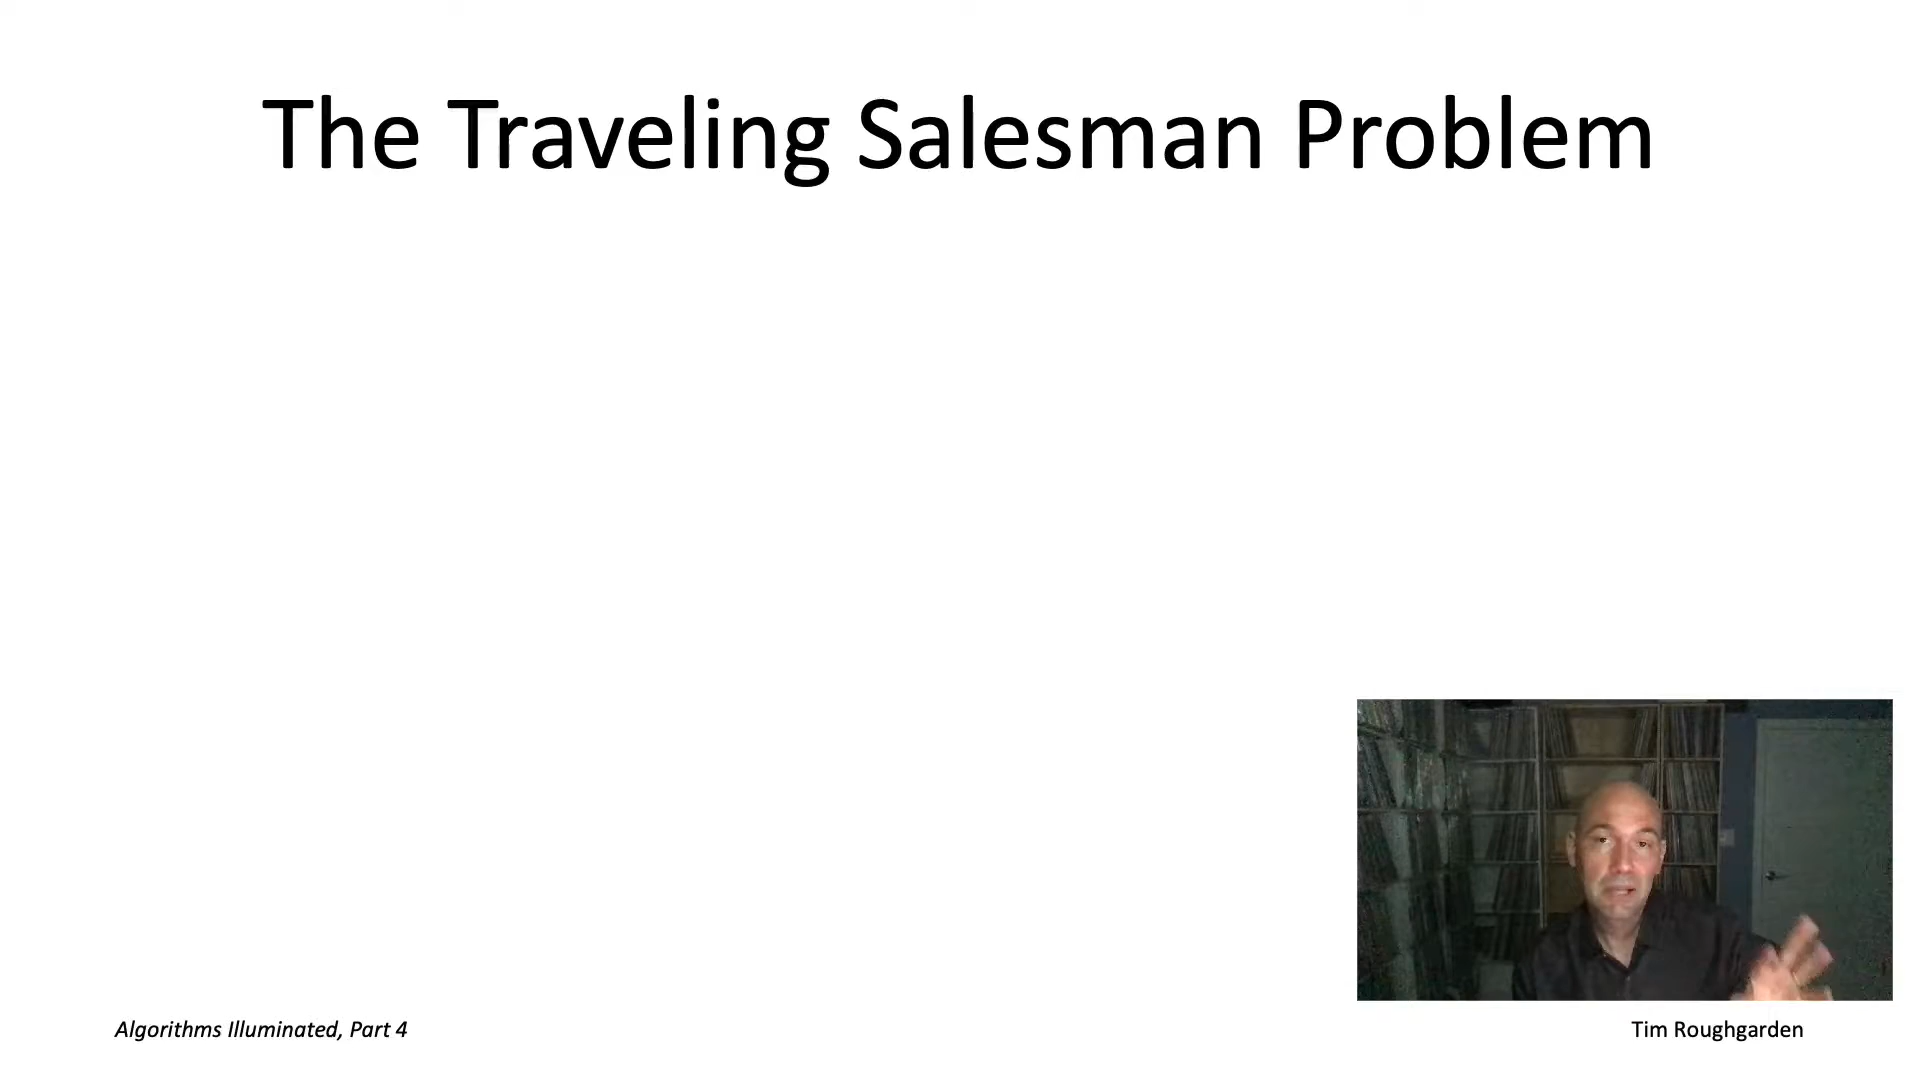 The Traveling Salesman Problem
Algorithms Illuminated, Part 4
Tim Roughgarden